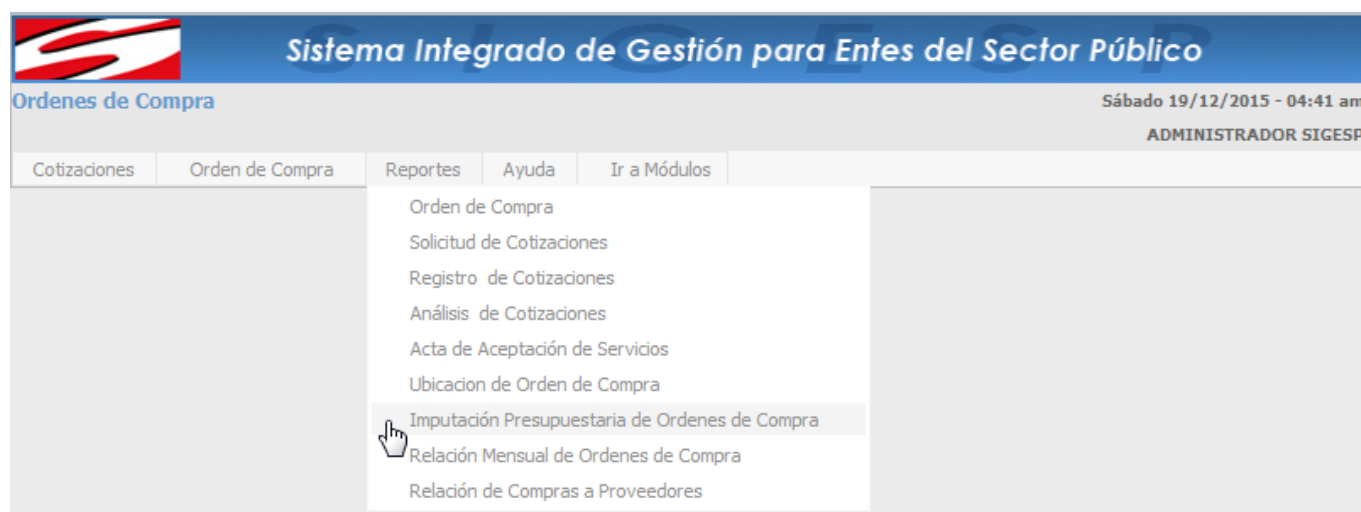 S I G E S P
Sistema Integrado de Gestión para Entes del Sector Público
Ordenes de Compra
Sábado 19/12/2015 - 04:41 am
ADMINISTRADOR SIGESP
Cotizaciones Orden de Compra Reportes Ayuda Ir a Módulos
Orden de Compra
Solicitud de Cotizaciones
Registro de Cotizaciones
Análisis de Cotizaciones
Acta de Aceptación de Servicios
Ubicacion de Orden de Compra
Imputación Presupuestaria de Ordenes de Compra
Relación Mensual de Ordenes de Compra
Relación de Compras a Proveedores